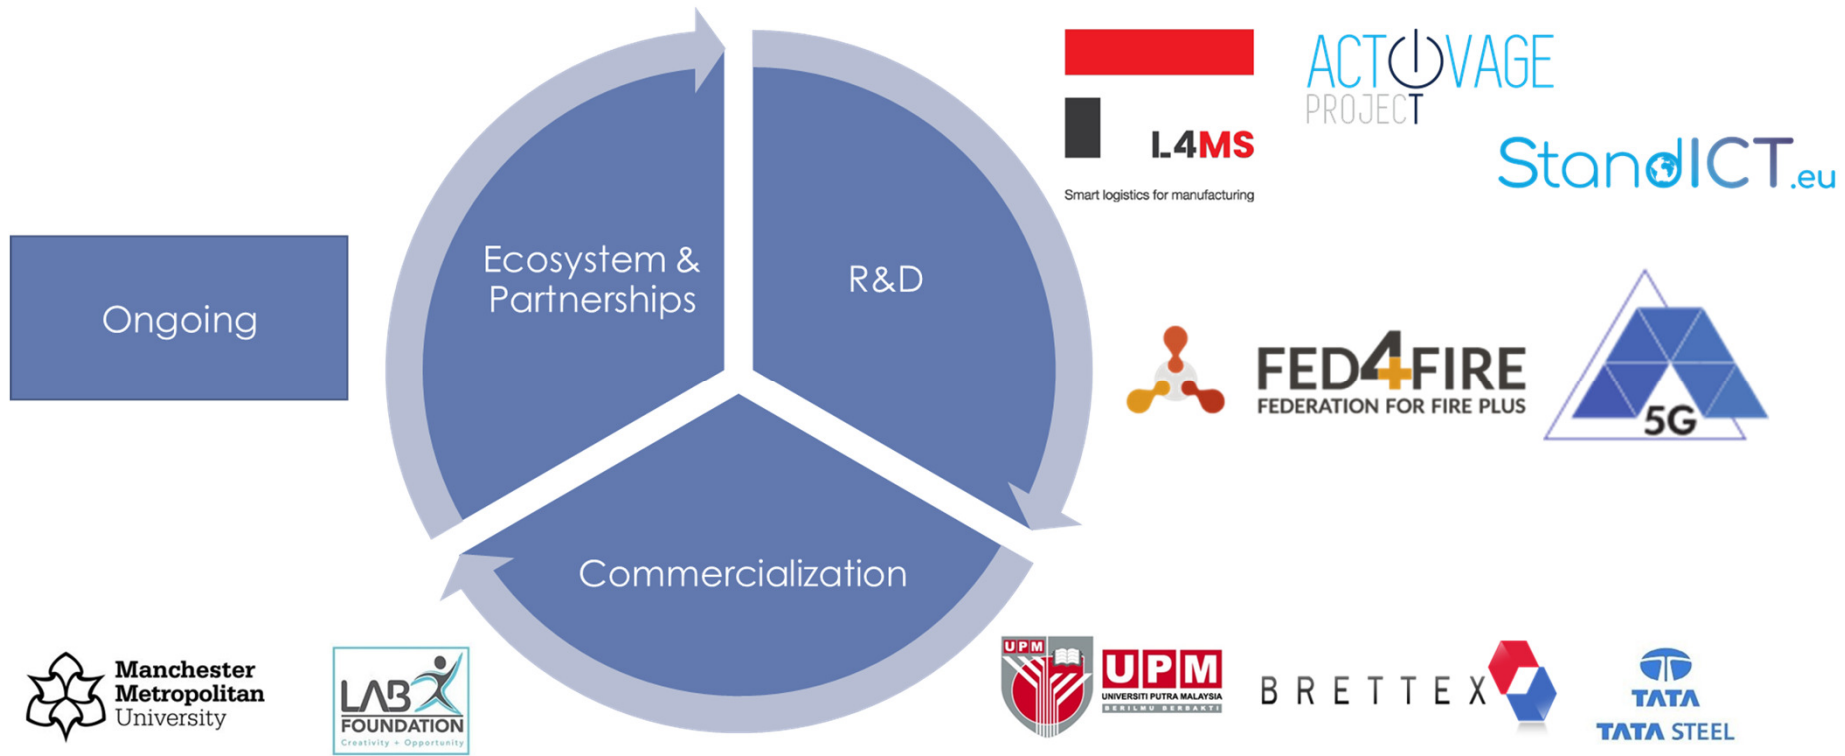 Ecosystem &
Partnerships
R&D
Commercialization
Ongoing
L4MS
Smart logistics for manufacturing
ACTIVAGE
PROJECT
StandICT.eu
FED4FIRE
FEDERATION FOR FIRE PLUS
5G
Manchester
Metropolitan
University
LAB
FOUNDATION
Creativity + Opportunity
UPM
UPM
UNIVERSITI PUTRA MALAYSIA
BERILMU BERBAKTI
BRETTEX
TATA
TATA STEEL